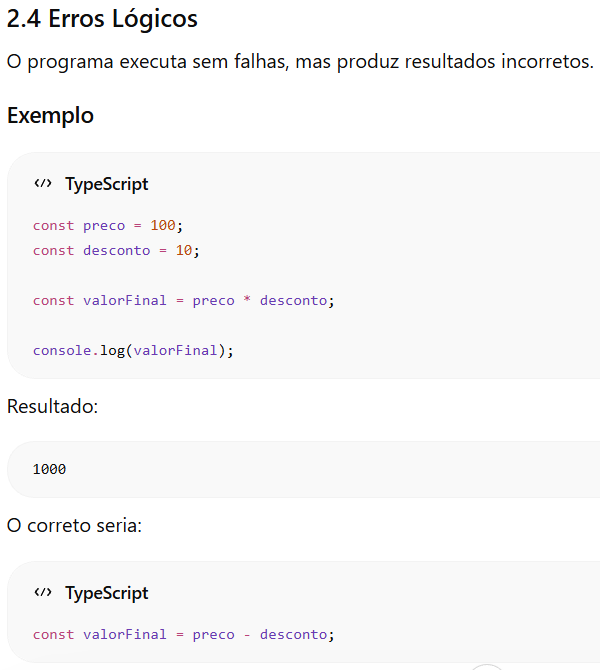 2.4 Erros Lógicos
O programa executa sem falhas, mas produz resultados incorretos.
Exemplo
</> TypeScript
const preco = 100;
const desconto = 10;
const valorFinal = preco * desconto;
console.log(valorFinal);
Resultado:
1000
O correto seria:
</> TypeScript
const valorFinal = preco - desconto;